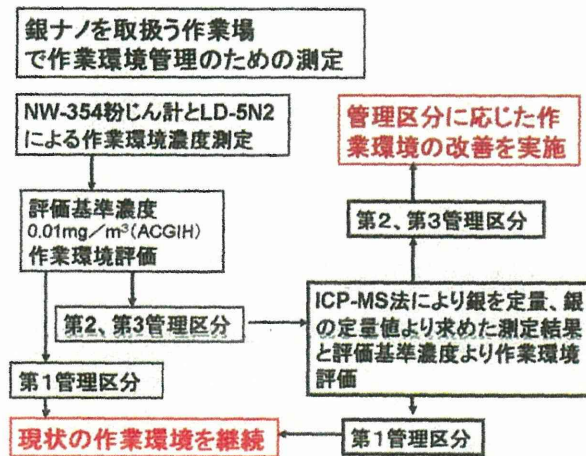 銀ナノを取扱う作業場
で作業環境管理のための測定
NW-354粉じん計とLD-5N2
による作業環境濃度測定
評価基準濃度
0.01mg/m³(ACGIH)
作業環境評価
第2、第3管理区分
第1管理区分
現状の作業環境を継続
管理区分に応じた作
業環境の改善を実施
第2、第3管理区分
ICP-MS法により銀を定量、銀
の定量値より求めた測定結果
と評価基準濃度より作業環境
評価
第1管理区分